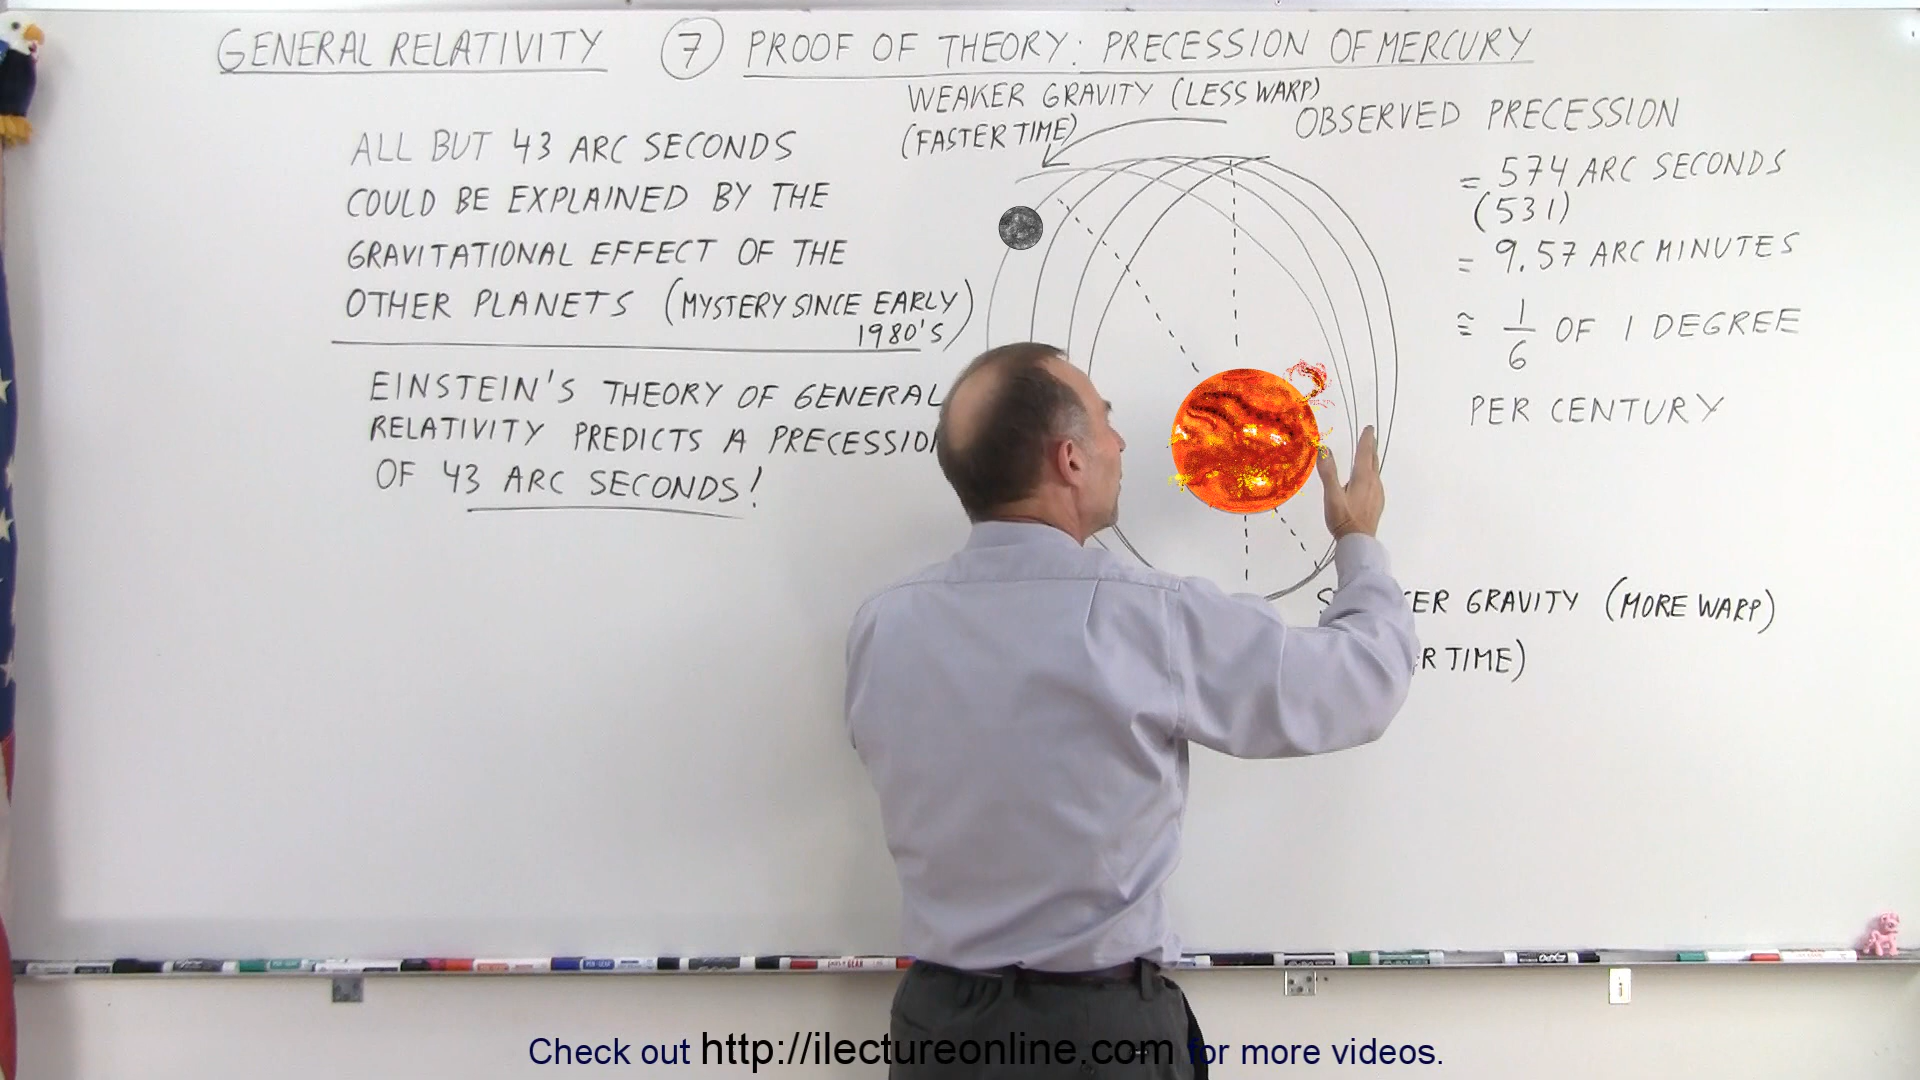 GENERAL RELATIVITY 7 PROOF OF THEORY: PRECESSION OF MERCURY
ALL BUT 43 ARC SECONDS
COULD BE EXPLAINED BY THE
GRAVITATIONAL EFFECT OF THE
OTHER PLANETS (MYSTERY SINCE EARLY
1980'S)
EINSTEIN'S THEORY OF GENERAL
RELATIVITY PREDICTS A PRECESSION
OF 43 ARC SECONDS!
WEAKER GRAVITY (LESS WARP)
(FASTER TIME)
OBSERVED PRECESSION
= 574 ARC SECONDS
(531)
= 9.57 ARC MINUTES
≅ 1/6 OF 1 DEGREE
PER CENTURY
GRAVITY (MORE WARP)
TIME)
Check out http://ilectureonline.com for more videos.